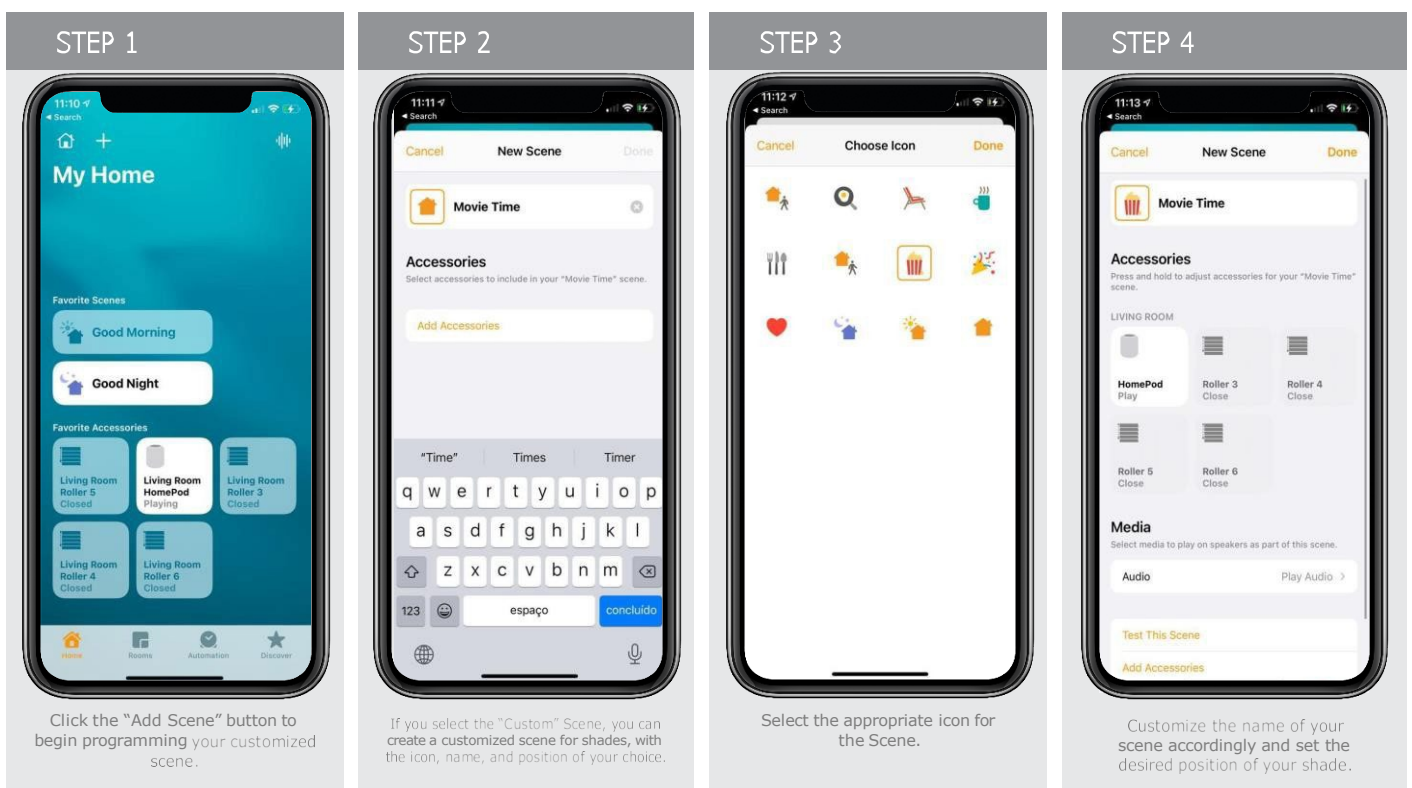 STEP 1
11:10
Search
My Home
Favorite Scenes
Good Morning
Good Night
Favorite Accessories
Living Room
Roller 5
Closed
Living Room
HomePod
Playing
Living Room
Roller 3
Closed
Living Room
Roller 4
Closed
Living Room
Roller 6
Closed
Home
Rooms
Automation
Discover
Click the “Add Scene” button to
begin programming your customized
scene.
STEP 2
11:11
Search
Cancel
New Scene
Done
Movie Time
Accessories
Select accessories to include in your “Movie Time” scene.
Add Accessories
“Time”
Times
Timer
q w e r t y u i o p
a s d f g h j k l
z x c v b n m
123
espaço
concluído
If you select the “Custom” Scene, you can
create a customized scene for shades, with
the icon, name, and position of your choice.
STEP 3
11:12
Search
Cancel
Choose Icon
Done
Select the appropriate icon for
the Scene.
STEP 4
11:13
Search
Cancel
New Scene
Done
Movie Time
Accessories
Press and hold to adjust accessories for your “Movie Time”
scene.
LIVING ROOM
HomePod
Play
Roller 3
Close
Roller 4
Close
Roller 5
Close
Roller 6
Close
Media
Select media to play on speakers as part of this scene.
Audio
Play Audio
Test This Scene
Add Accessories
Customize the name of your
scene accordingly and set the
desired position of your shade.